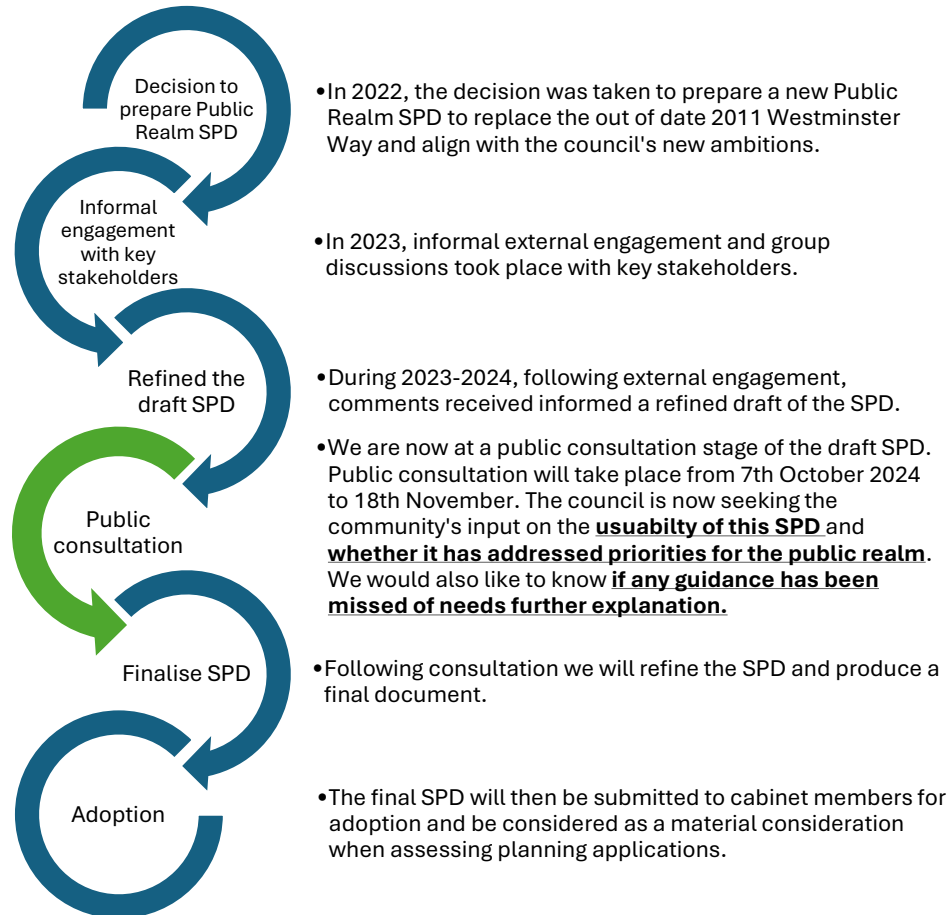 Decision to
prepare Public
Realm SPD
•In 2022, the decision was taken to prepare a new Public
Realm SPD to replace the out of date 2011 Westminster
Way and align with the council's new ambitions.
Informal
engagement
with key
stakeholders
•In 2023, informal external engagement and group
discussions took place with key stakeholders.
Refined the
draft SPD
•During 2023-2024, following external engagement,
comments received informed a refined draft of the SPD.
Public
consultation
•We are now at a public consultation stage of the draft SPD.
Public consultation will take place from 7th October 2024
to 18th November. The council is now seeking the
community's input on the usuabilty of this SPD and
whether it has addressed priorities for the public realm.
We would also like to know if any guidance has been
missed of needs further explanation.
Finalise SPD
•Following consultation we will refine the SPD and produce a
final document.
Adoption
•The final SPD will then be submitted to cabinet members for
adoption and be considered as a material consideration
when assessing planning applications.